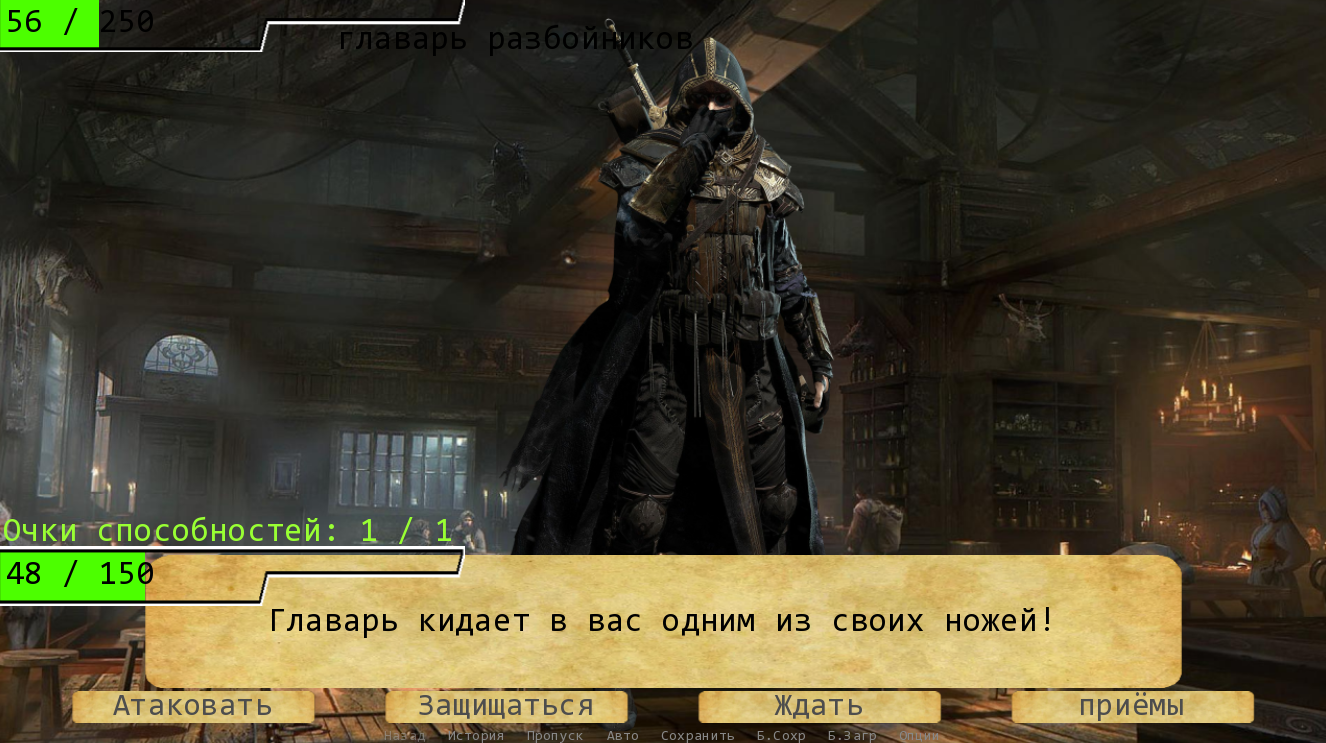 56 / 250
главарь разбойников
Очки способностей: 1 / 1
48 / 150
Главарь кидает в вас одним из своих ножей!
Атаковать Защищаться Ждать приёмы
Назад История Пропуск Авто Сохранить Б.Сохр Б.Загр Опции